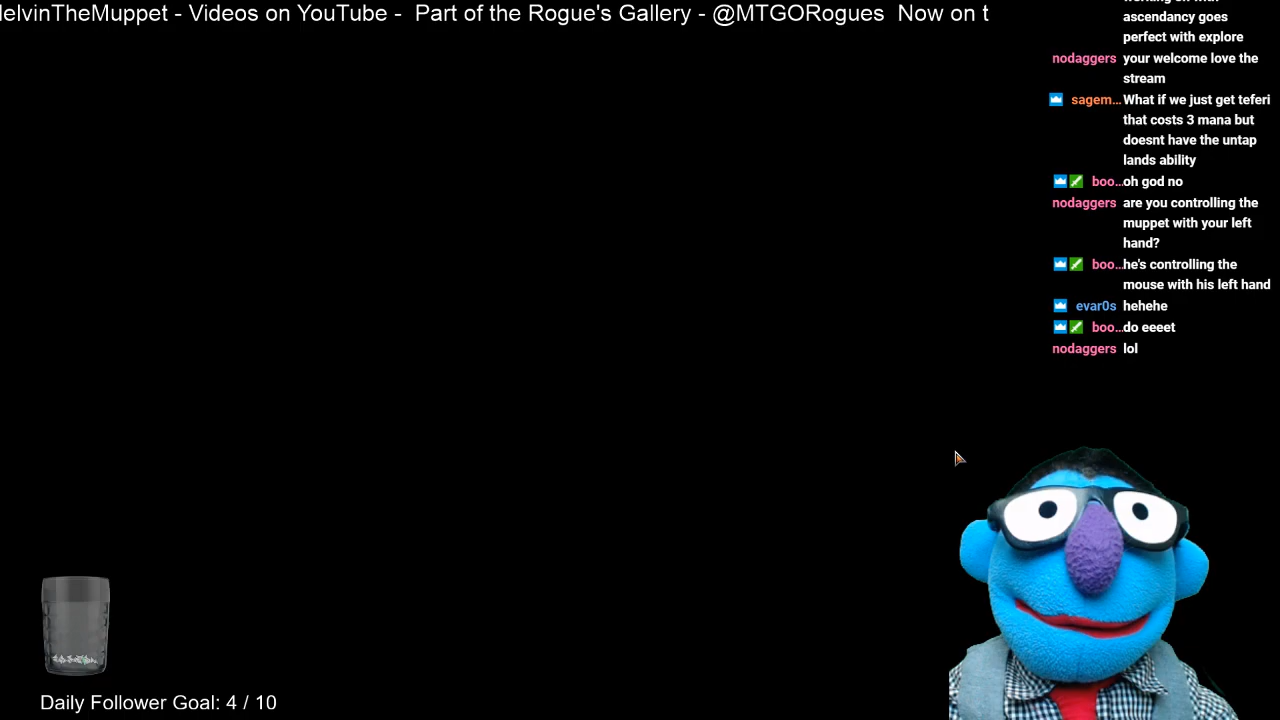 elvinTheMuppet - Videos on YouTube -  Part of the Rogue's Gallery - @MTGORogues  Now on t
ascendancy goes
perfect with explore
nodaggers your welcome love the
stream
sagem… What if we just get teferi
that costs 3 mana but
doesnt have the untap
lands ability
boo… oh god no
nodaggers are you controlling the
muppet with your left
hand?
boo… he's controlling the
mouse with his left hand
evar0s hehehe
boo… do eeeet
nodaggers lol
Daily Follower Goal: 4 / 10